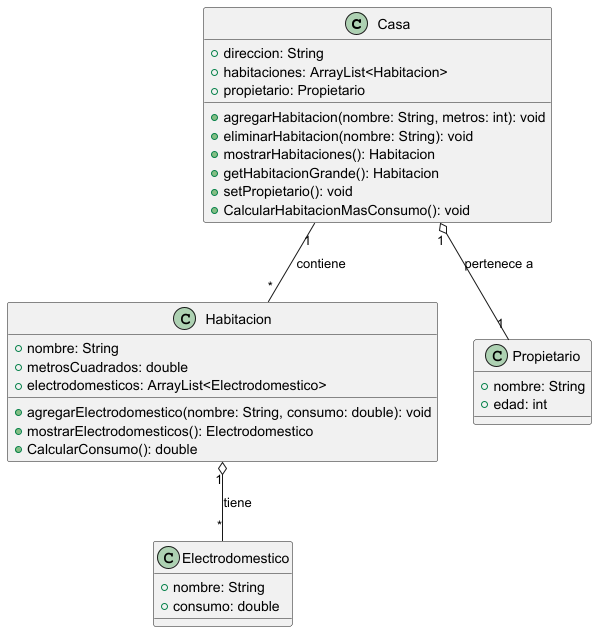 C Casa
direccion: String
habitaciones: ArrayList<Habitacion>
propietario: Propietario
agregarHabitacion(nombre: String, metros: int): void
eliminarHabitacion(nombre: String): void
mostrarHabitaciones(): Habitacion
getHabitacionGrande(): Habitacion
setPropietario(): void
CalcularHabitacionMasConsumo(): void
1
1
contiene
pertenece a
*
1
C Habitacion
nombre: String
metrosCuadrados: double
electrodomesticos: ArrayList<Electrodomestico>
agregarElectrodomestico(nombre: String, consumo: double): void
mostrarElectrodomesticos(): Electrodomestico
CalcularConsumo(): double
C Propietario
nombre: String
edad: int
1
tiene
*
C Electrodomestico
nombre: String
consumo: double